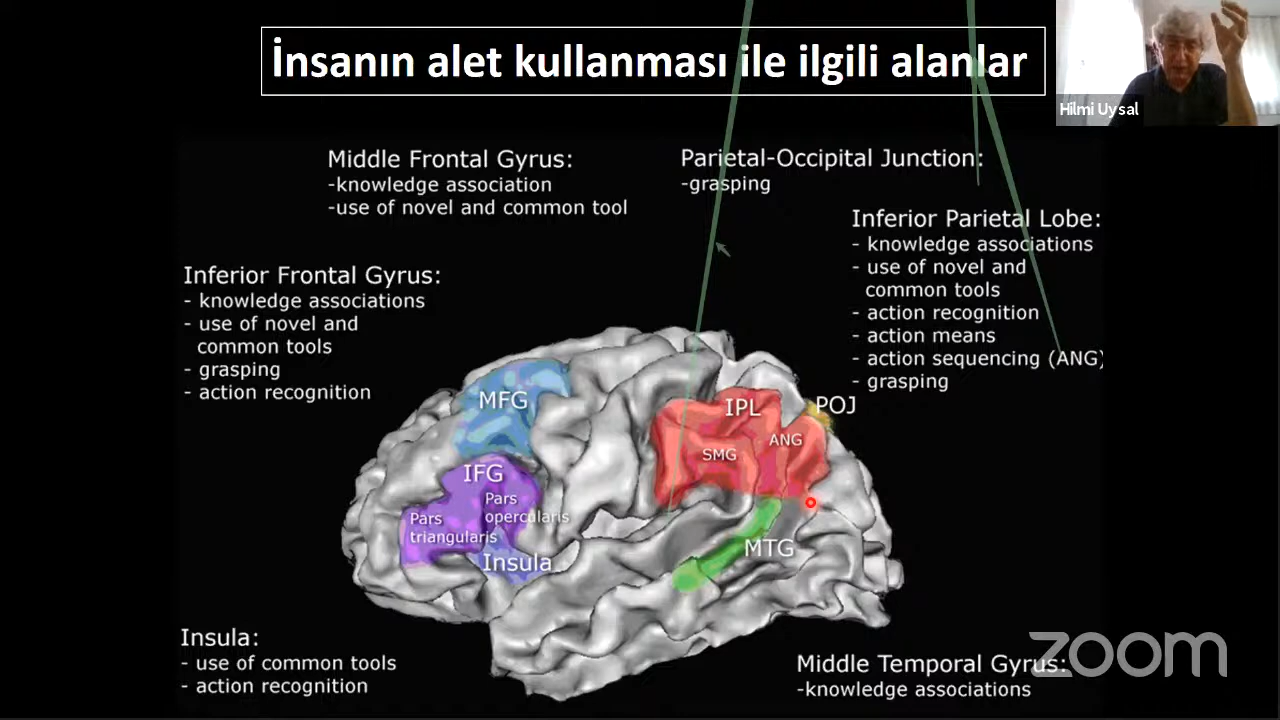 İnsanın alet kullanması ile ilgili alanlar
Hilmi Uysal
Middle Frontal Gyrus:
-knowledge association
-use of novel and common tool
Parietal-Occipital Junction:
-grasping
Inferior Parietal Lobe:
- knowledge associations
- use of novel and
common tools
- action recognition
- action means
- action sequencing (ANG)
- grasping
Inferior Frontal Gyrus:
- knowledge associations
- use of novel and
common tools
- grasping
- action recognition
MFG
IPL
POJ
ANG
SMG
IFG
Pars
opercularis
Pars
triangularis
Insula
MTG
Insula:
- use of common tools
- action recognition
Middle Temporal Gyrus:
-knowledge associations
zoom